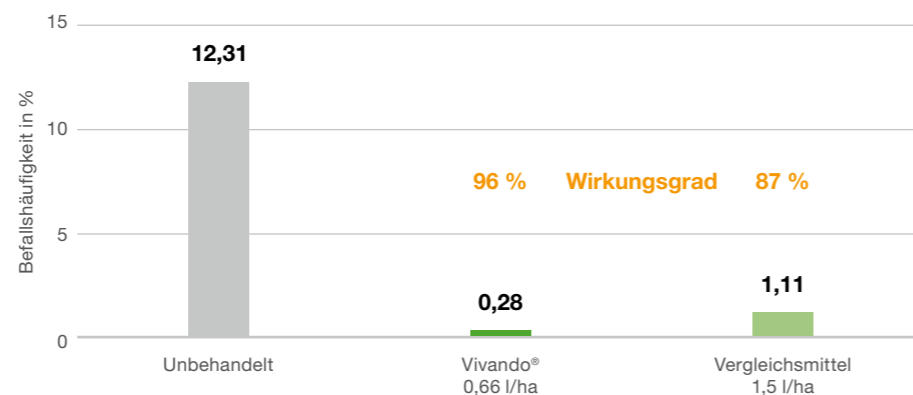 15
12,31
10
Befallshäufigkeit in %
96 % Wirkungsgrad 87 %
5
1,11
0,28
0
Unbehandelt Vivando® Vergleichsmittel
0,66 l/ha 1,5 l/ha